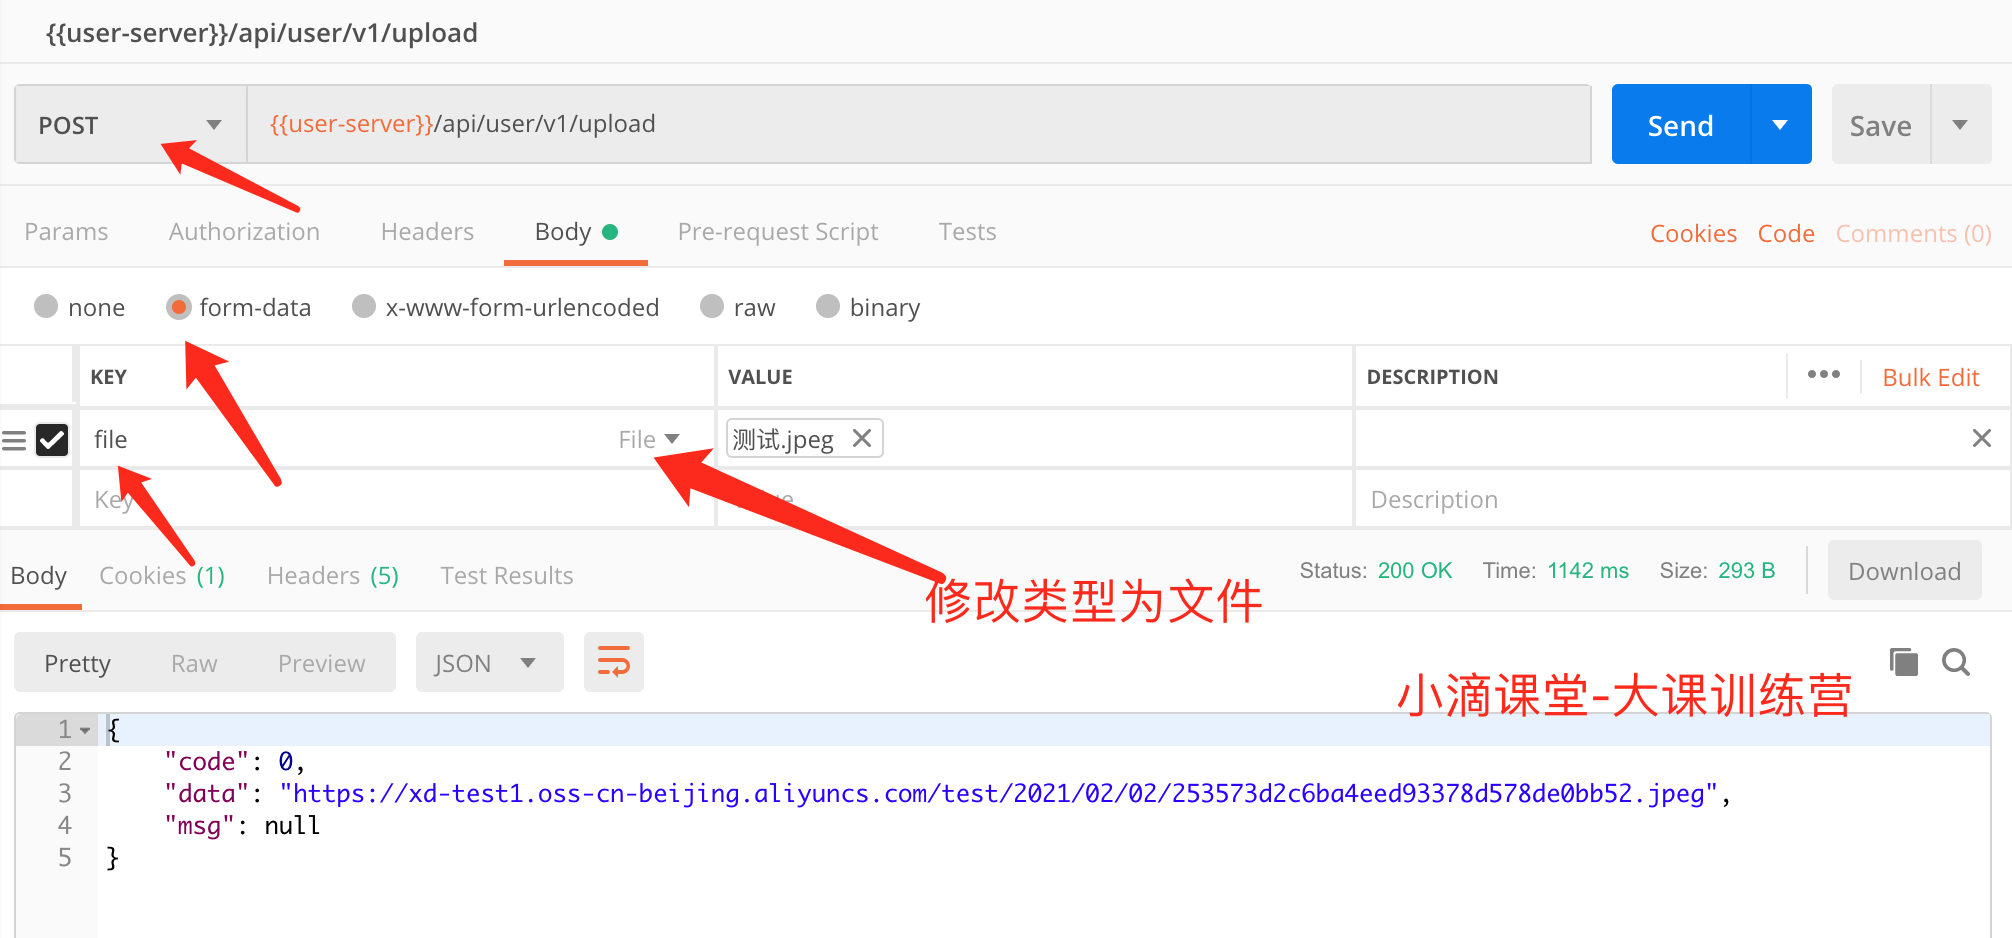 {{user-server}}/api/user/v1/upload
POST {{user-server}}/api/user/v1/upload Send Save
Params Authorization Headers Body Pre-request Script Tests Cookies Code Comments (0)
none form-data x-www-form-urlencoded raw binary
KEY VALUE DESCRIPTION ••• Bulk Edit
file File 测试.jpeg
Key Description
Body Cookies (1) Headers (5) Test Results Status: 200 OK Time: 1142 ms Size: 293 B Download
修改类型为文件
Pretty Raw Preview JSON
小滴课堂-大课训练营
1 {
2 "code": 0,
3 "data": "https://xd-test1.oss-cn-beijing.aliyuncs.com/test/2021/02/02/253573d2c6ba4eed93378d578de0bb52.jpeg",
4 "msg": null
5 }